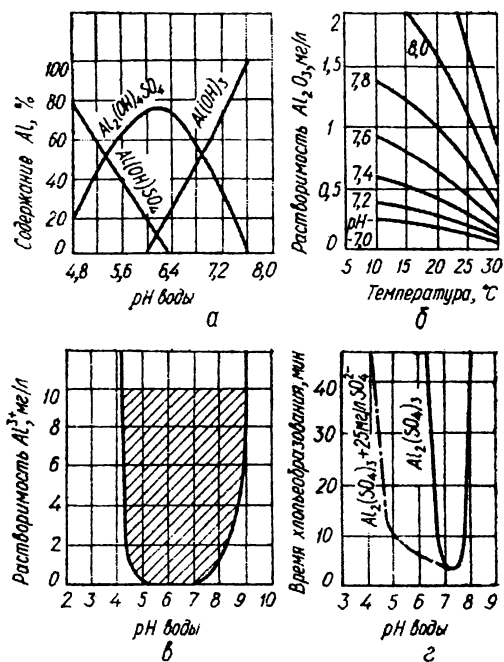 Содержание Al, %
100
80
60
40
20
0
Al₂(OH)₄SO₄
Al(OH)SO₄
Al(OH)₃
4,8 5,6 6,4 7,2 8,0
pH воды
а
Растворимость Al₂O₃, мг/л
2
1
0,5
0
8,0
7,8
7,6
7,4
7,2
pH=
7,0
5 10 15 20 25 30
Температура, °С
б
Растворимость Al³⁺, мг/л
10
8
6
4
2
0
2 3 4 5 6 7 8 9 10
pH воды
в
Время хлопьеобразования, мин
40
30
20
10
0
Al₂(SO₄)₃+25мг/л SO₄²⁻
Al₂(SO₄)₃
3 4 5 6 7 8 9
pH воды
г